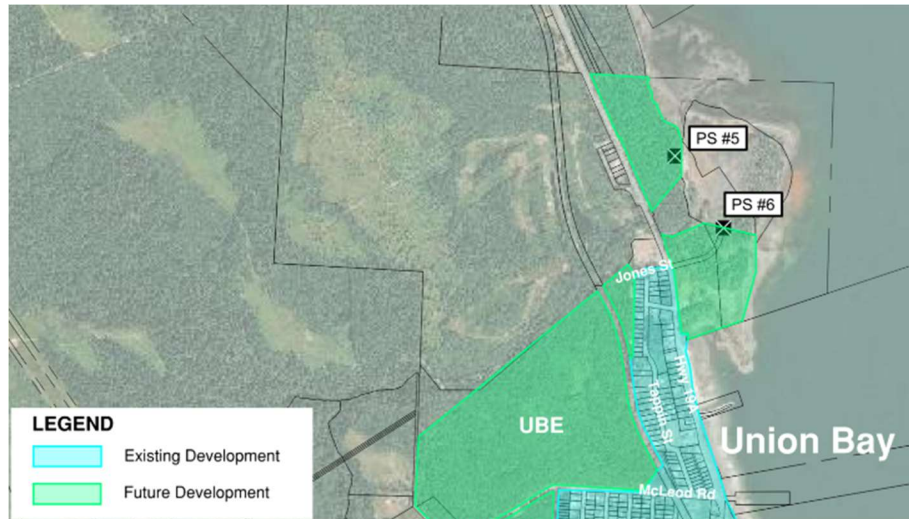 PS #5
PS #6
Jones St
Hwy 19A
Tappin St
UBE
Union Bay
McLeod Rd
LEGEND
Existing Development
Future Development